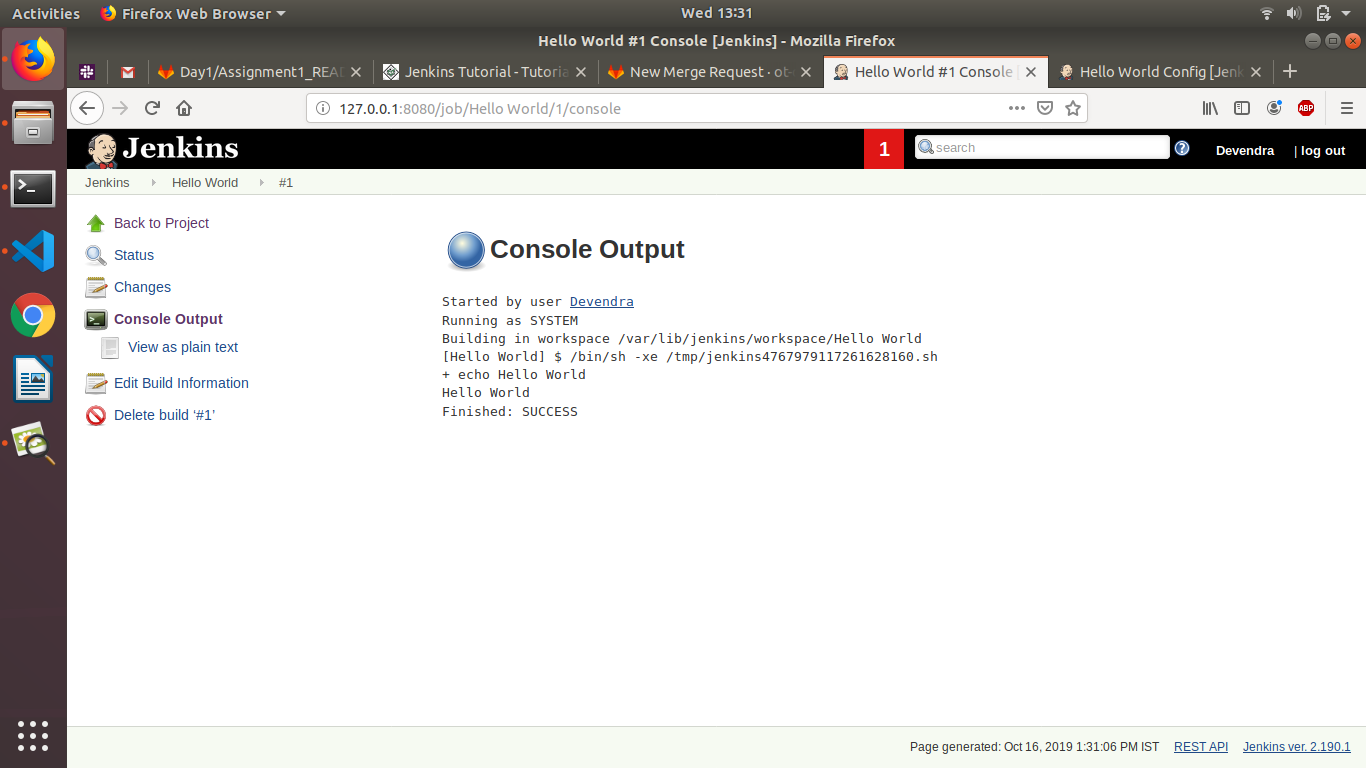 Activities Firefox Web Browser Wed 13:31
Hello World #1 Console [Jenkins] - Mozilla Firefox
Day1/Assignment1_REA Jenkins Tutorial - Tutoria New Merge Request · ot- Hello World #1 Console Hello World Config [Jenk
127.0.0.1:8080/job/Hello World/1/console ABP
Jenkins 1 search Devendra | log out
Jenkins Hello World #1
Back to Project
Status
Changes
Console Output
View as plain text
Edit Build Information
Delete build ‘#1’
Console Output
Started by user Devendra
Running as SYSTEM
Building in workspace /var/lib/jenkins/workspace/Hello World
[Hello World] $ /bin/sh -xe /tmp/jenkins4767979117261628160.sh
+ echo Hello World
Hello World
Finished: SUCCESS
Page generated: Oct 16, 2019 1:31:06 PM IST REST API Jenkins ver. 2.190.1